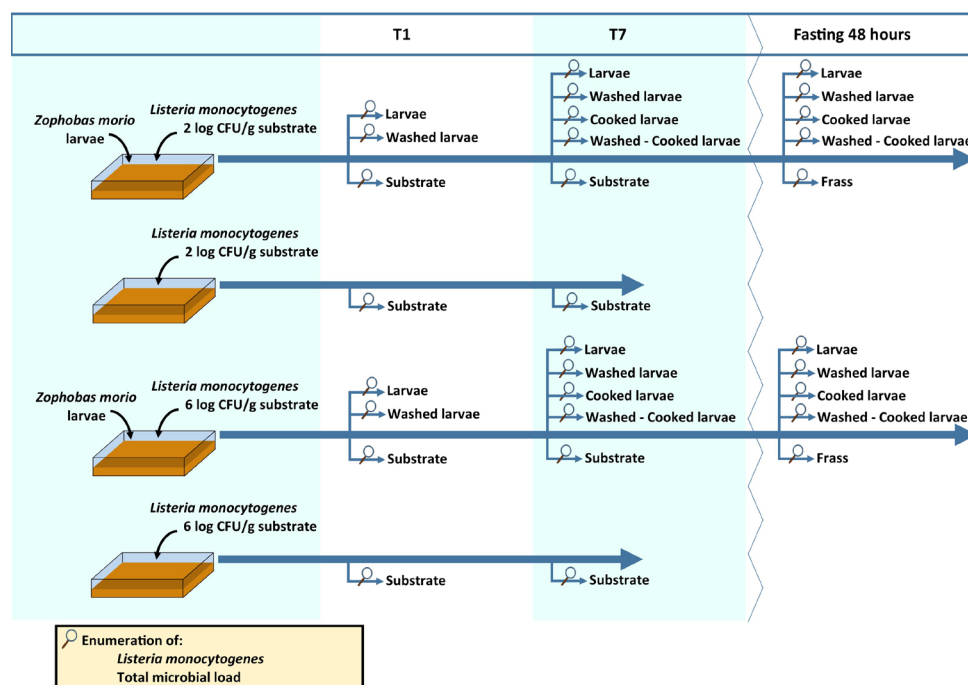 T1
T7
Fasting 48 hours
Zophobas morio
larvae
Listeria monocytogenes
2 log CFU/g substrate
Larvae
Washed larvae
Substrate
Larvae
Washed larvae
Cooked larvae
Washed - Cooked larvae
Substrate
Larvae
Washed larvae
Cooked larvae
Washed - Cooked larvae
Frass
Listeria monocytogenes
2 log CFU/g substrate
Substrate
Substrate
Zophobas morio
larvae
Listeria monocytogenes
6 log CFU/g substrate
Larvae
Washed larvae
Substrate
Larvae
Washed larvae
Cooked larvae
Washed - Cooked larvae
Substrate
Larvae
Washed larvae
Cooked larvae
Washed - Cooked larvae
Frass
Listeria monocytogenes
6 log CFU/g substrate
Substrate
Substrate
Enumeration of:
Listeria monocytogenes
Total microbial load